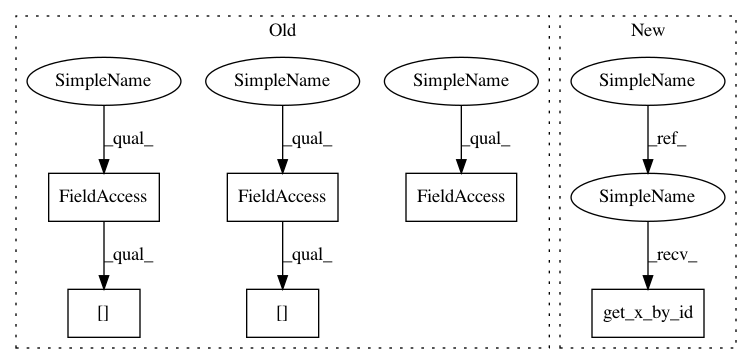 Old New
SimpleName SimpleName SimpleName SimpleName
_qual_ _qual_ _qual_ _ref_
FieldAccess FieldAccess FieldAccess SimpleName
_qual_ _qual_ _recv_
[] [] get_x_by_id